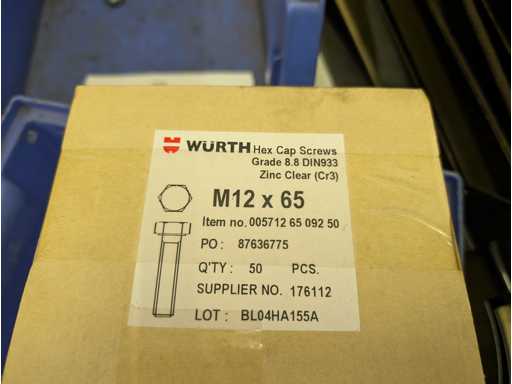 WÜRTH Hex Cap Screws
Grade 8.8 DIN933
Zinc Clear (Cr3)
M12 x 65
Item no. 005712 65 092 50
PO : 87636775
Q'TY : 50 PCS.
SUPPLIER NO. 176112
LOT : BL04HA155A